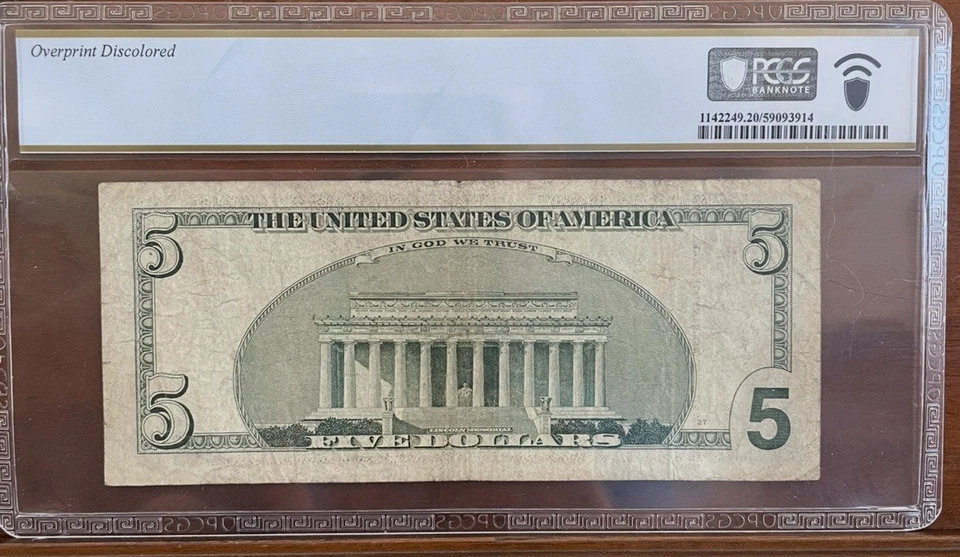 Overprint Discolored
PCGS
BANKNOTE
1142249.20/59093914
THE UNITED STATES OF AMERICA
IN GOD WE TRUST
5
5
5
5
27
LINCOLN MEMORIAL
FIVE DOLLARS